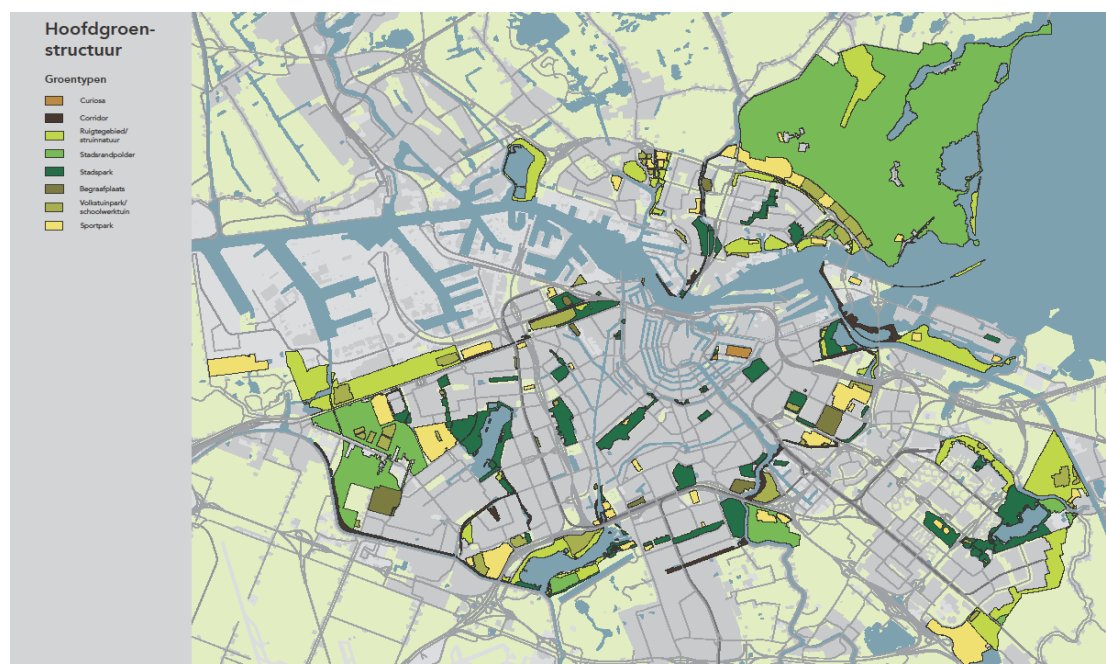 Hoofdgroen-
structuur
Groentypen
Curiosa
Corridor
Ruigtegebied/
struinnatuur
Stadsrandpolder
Stadspark
Begraafplaats
Volkstuinpark/
schoolwerktuin
Sportpark